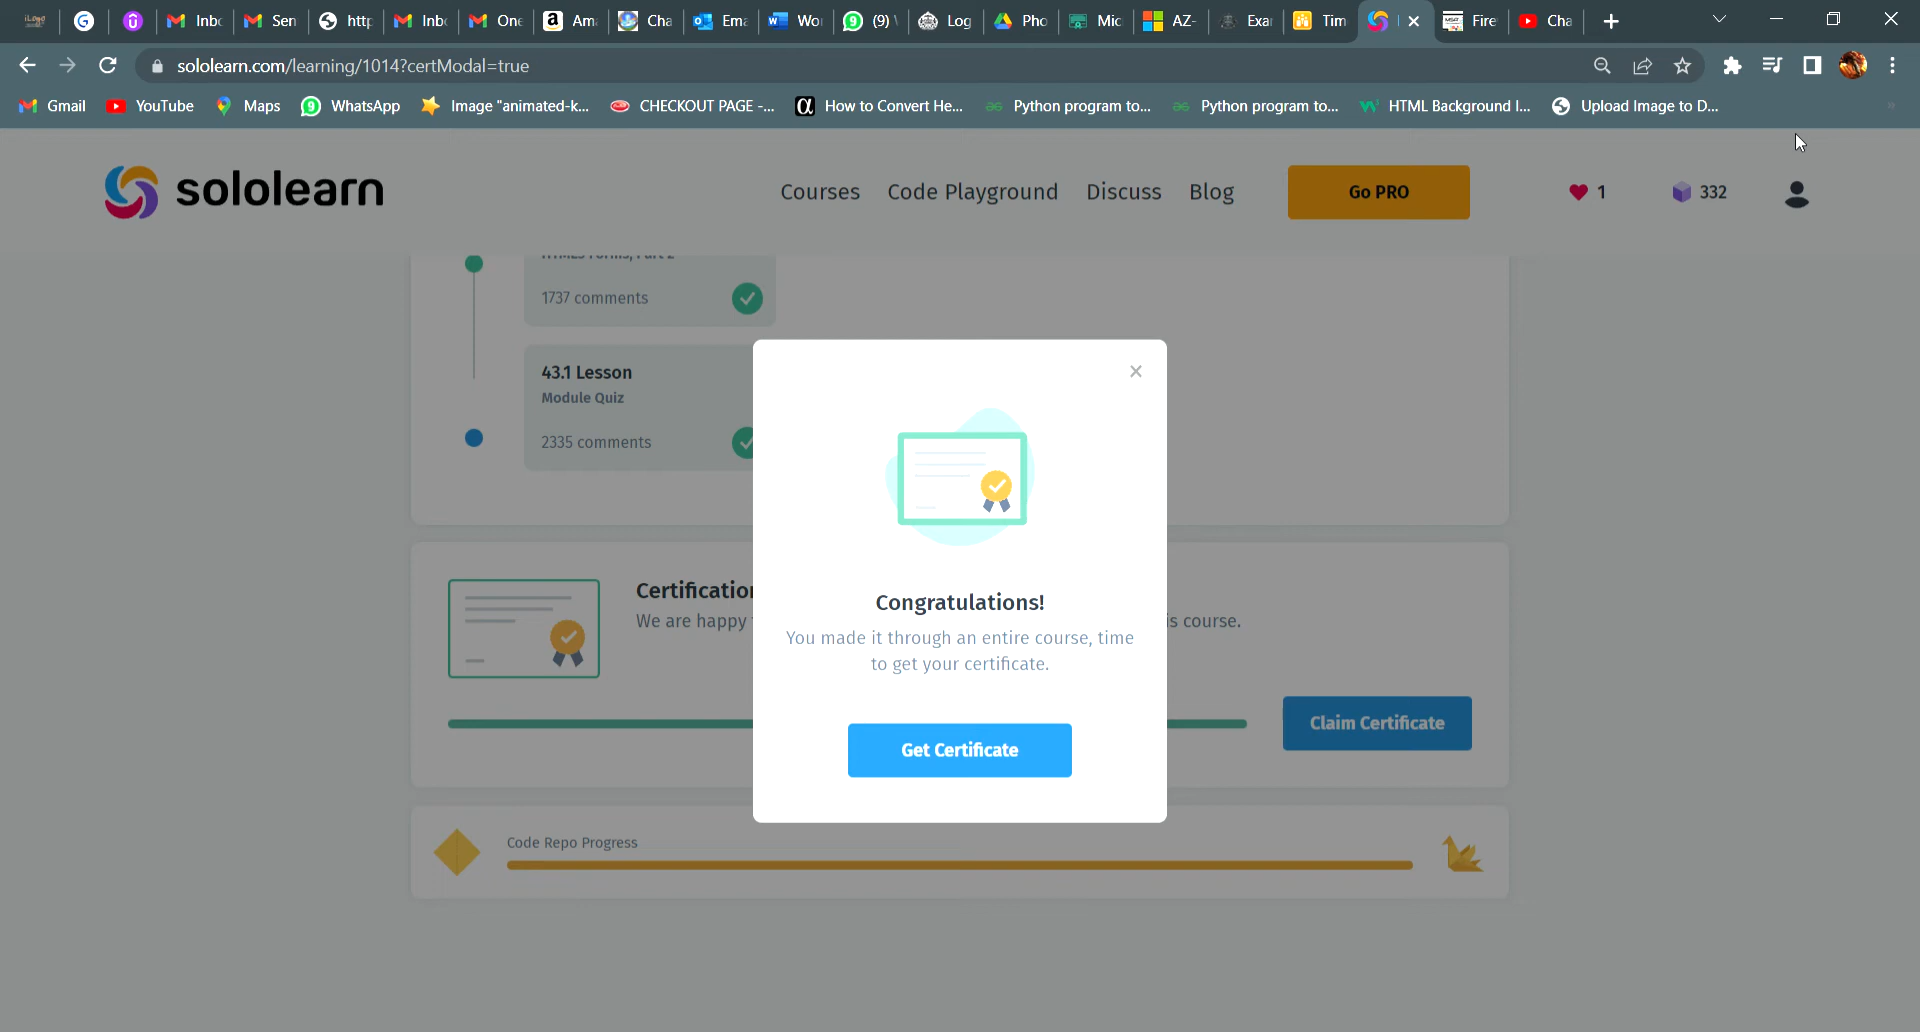 iLogo
Inbo
Sen
http
Inbo
One
Am
Cha
Ema
Wor
(9)
Log
Pho
Mic
AZ-
Exar
Tim
Fire
Cha
sololearn.com/learning/1014?certModal=true
Gmail
YouTube
Maps
WhatsApp
Image "animated-k...
CHECKOUT PAGE -...
How to Convert He...
Python program to...
Python program to...
HTML Background I...
Upload Image to D...
sololearn
Courses
Code Playground
Discuss
Blog
Go PRO
1
332
1737 comments
43.1 Lesson
Module Quiz
2335 comments
Congratulations!
You made it through an entire course, time
to get your certificate.
Get Certificate
Certification
We are happy
is course.
Claim Certificate
Code Repo Progress